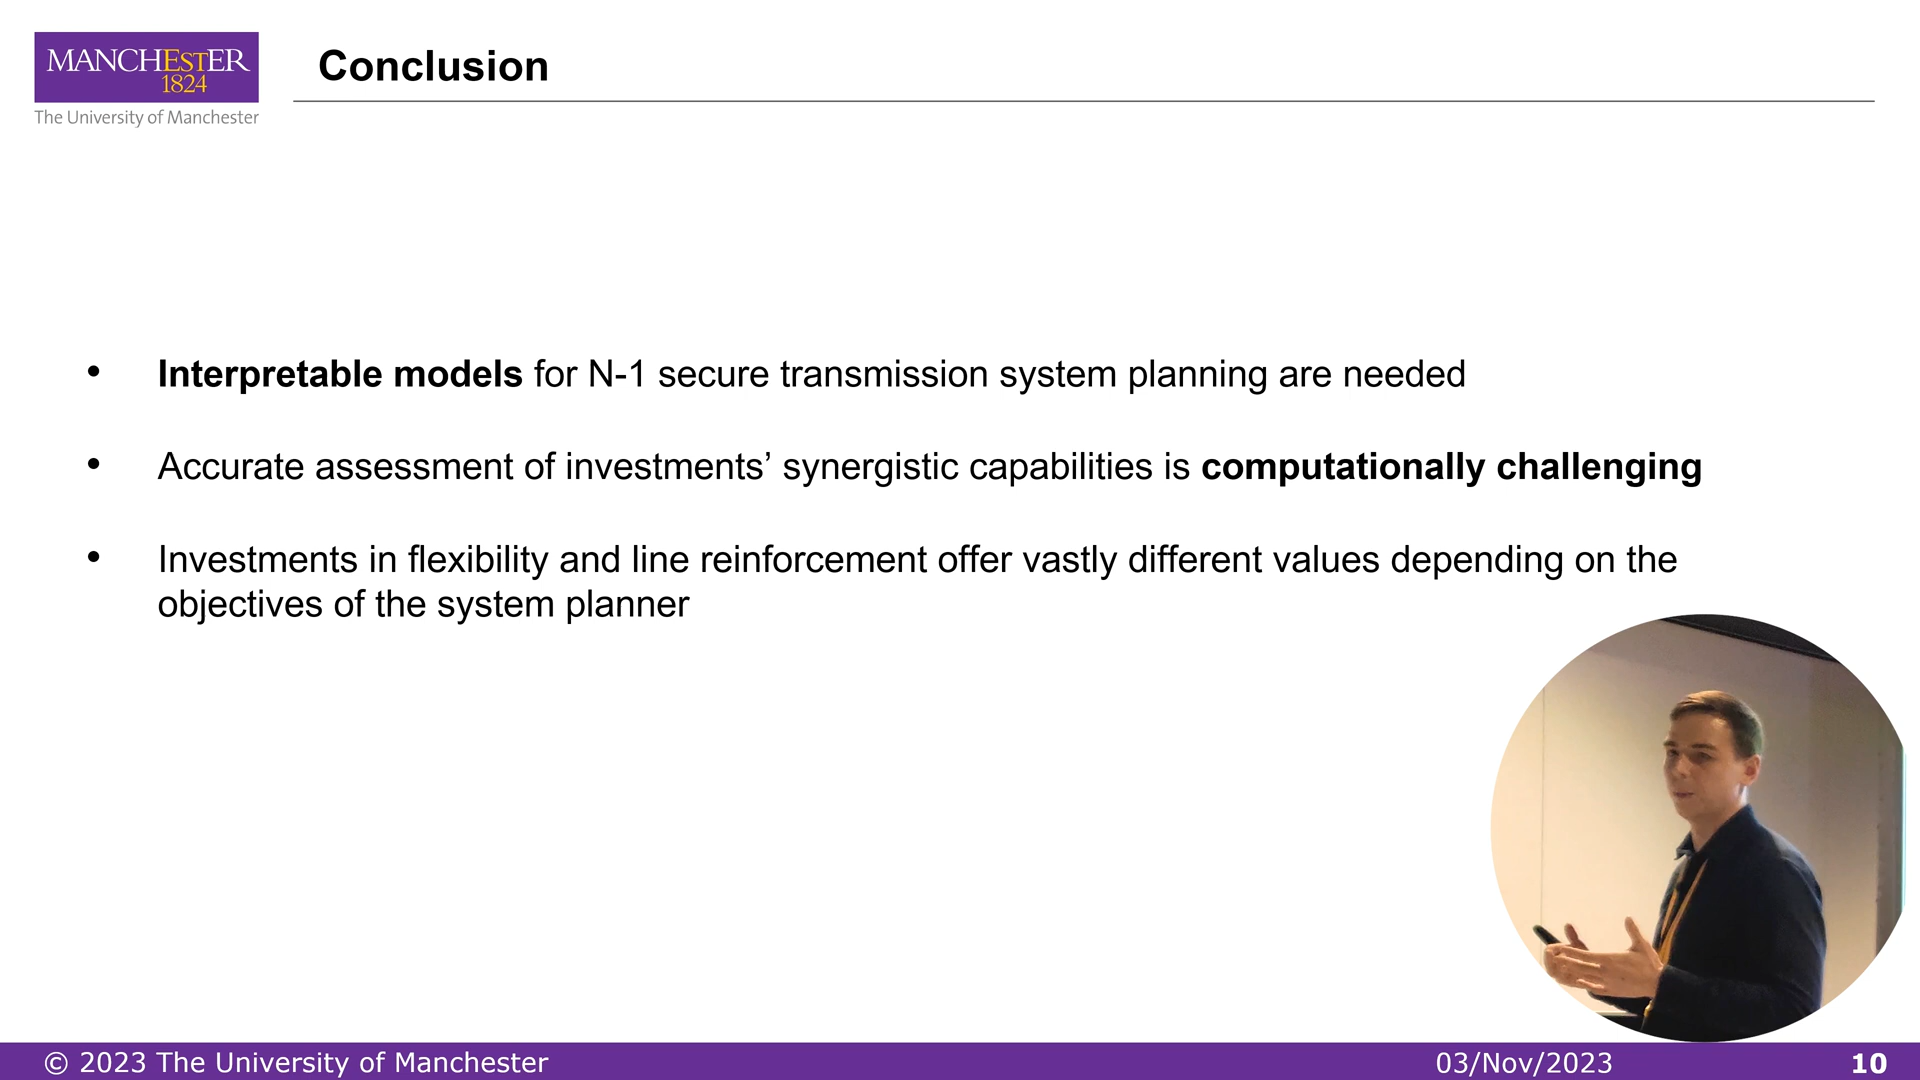 MANCHESTER
1824
The University of Manchester
Conclusion
• Interpretable models for N-1 secure transmission system planning are needed
• Accurate assessment of investments’ synergistic capabilities is computationally challenging
• Investments in flexibility and line reinforcement offer vastly different values depending on the
objectives of the system planner
© 2023 The University of Manchester
03/Nov/2023
10